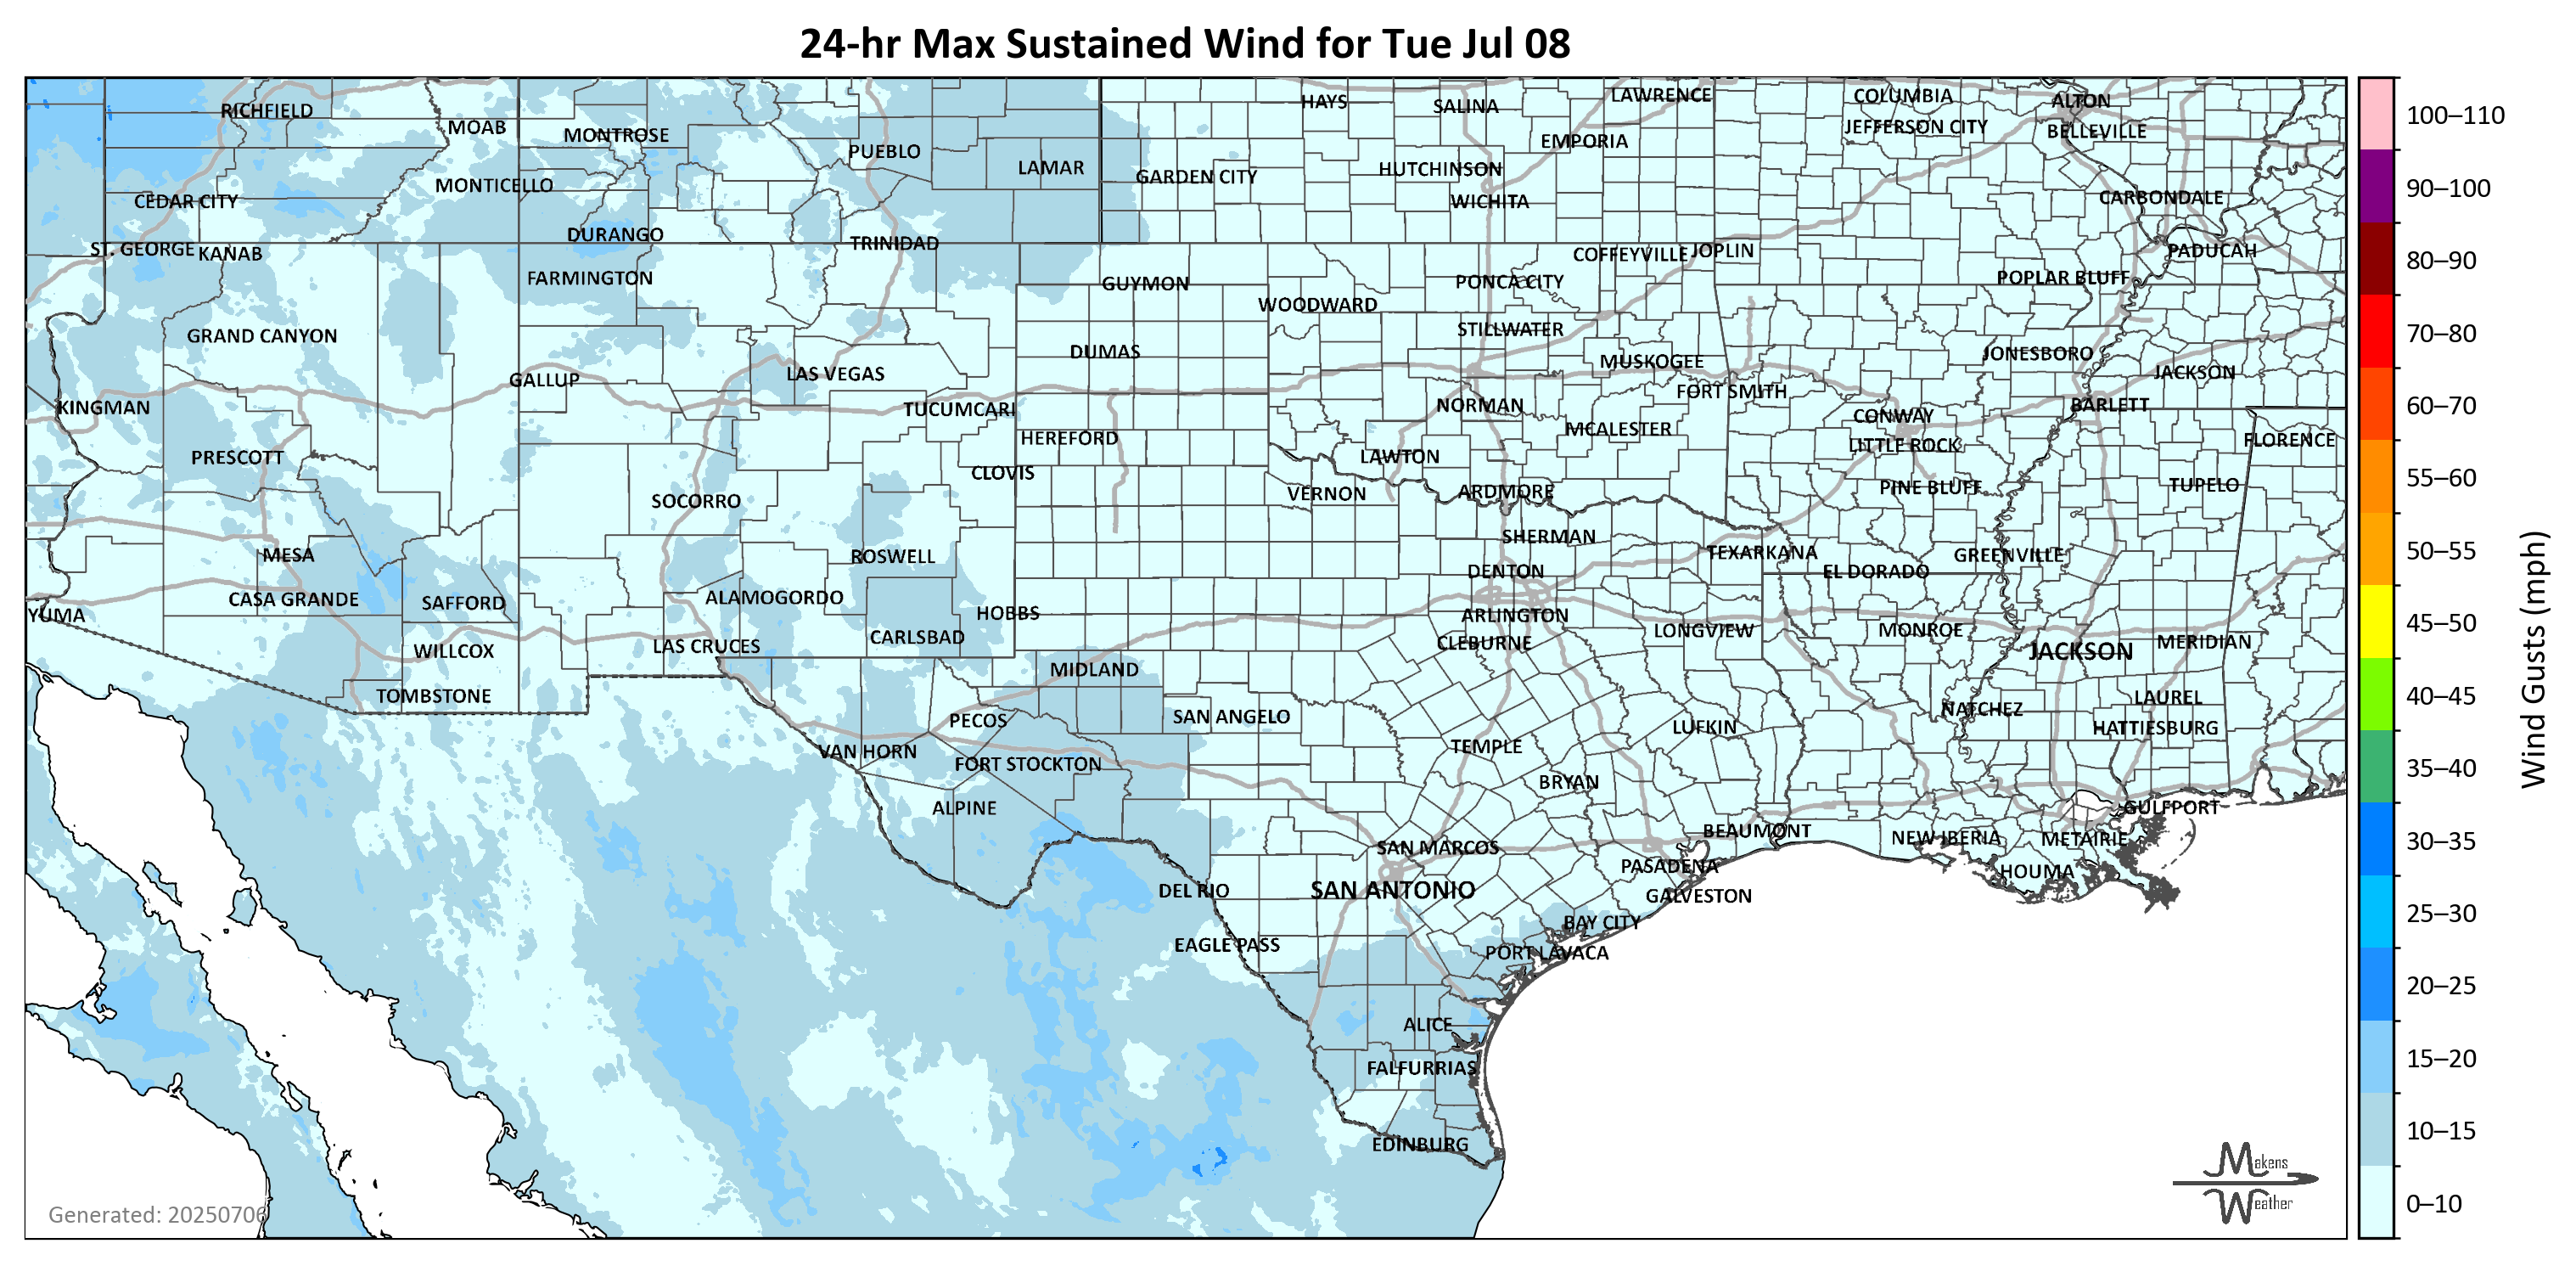 24-hr Max Sustained Wind for Tue Jul 08
RICHFIELD
MOAB
MONTROSE
PUEBLO
LAMAR
HAYS
SALINA
LAWRENCE
COLUMBIA
ALTON
EMPORIA
JEFFERSON CITY
BELLEVILLE
GARDEN CITY
HUTCHINSON
MONTICELLO
CEDAR CITY
WICHITA
CARBONDALE
DURANGO
TRINIDAD
ST. GEORGE
KANAB
COFFEYVILLE
JOPLIN
PADUCAH
FARMINGTON
GUYMON
PONCA CITY
POPLAR BLUFF
WOODWARD
GRAND CANYON
STILLWATER
DUMAS
MUSKOGEE
JONESBORO
GALLUP
LAS VEGAS
JACKSON
FORT SMITH
KINGMAN
TUCUMCARI
NORMAN
CONWAY
BARLETT
HEREFORD
MCALESTER
LITTLE ROCK
FLORENCE
PRESCOTT
CLOVIS
LAWTON
SOCORRO
VERNON
ARDMORE
PINE BLUFF
TUPELO
MESA
ROSWELL
SHERMAN
TEXARKANA
GREENVILLE
DENTON
EL DORADO
CASA GRANDE
SAFFORD
ALAMOGORDO
YUMA
HOBBS
ARLINGTON
CARLSBAD
CLEBURNE
LONGVIEW
MONROE
WILLCOX
LAS CRUCES
JACKSON
MERIDIAN
MIDLAND
TOMBSTONE
LAUREL
PECOS
SAN ANGELO
NATCHEZ
LUFKIN
HATTIESBURG
VAN HORN
TEMPLE
FORT STOCKTON
BRYAN
ALPINE
GULFPORT
BEAUMONT
NEW IBERIA
METAIRIE
SAN MARCOS
PASADENA
HOUMA
DEL RIO
SAN ANTONIO
GALVESTON
BAY CITY
EAGLE PASS
PORT LAVACA
ALICE
FALFURRIAS
EDINBURG
Generated: 20250706
Makens
Weather
100–110
90–100
80–90
70–80
60–70
55–60
50–55
45–50
40–45
35–40
30–35
25–30
20–25
15–20
10–15
0–10
Wind Gusts (mph)